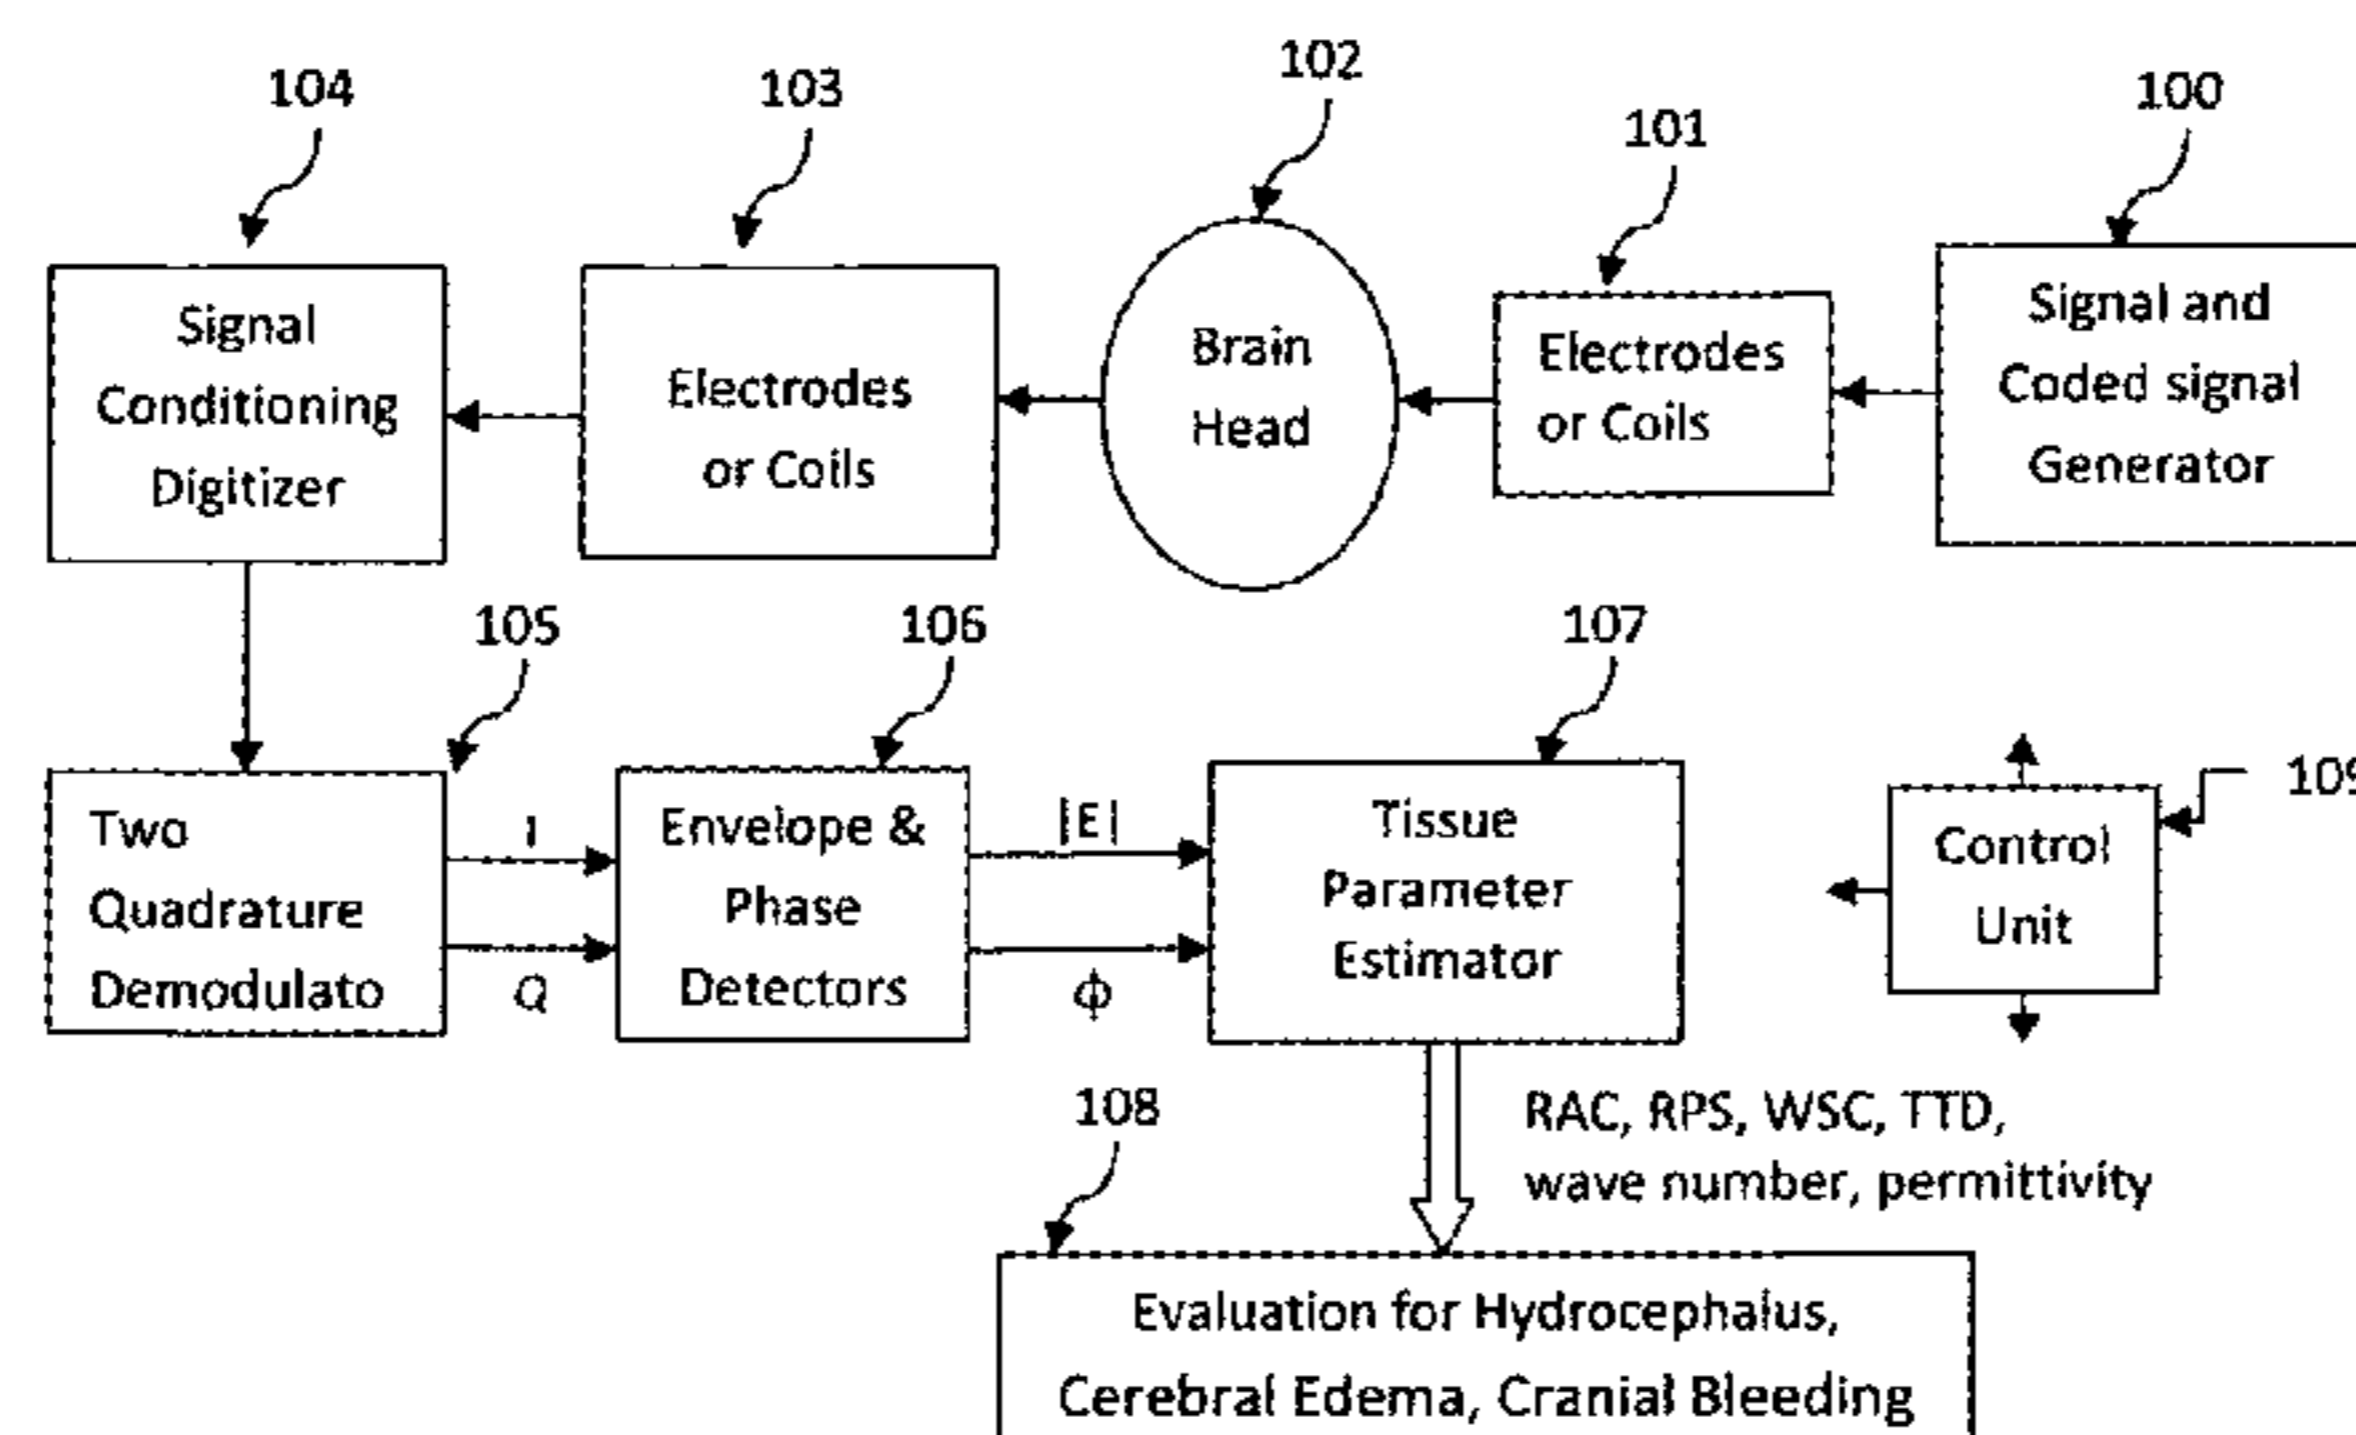 104
103
102
101
100
Signal
Conditioning
Digitizer
Electrodes
or Coils
Brain
Head
Electrodes
or Coils
Signal and
Coded signal
Generator
105
106
107
109
Two
Quadrature
Demodulato
I
Q
Envelope &
Phase
Detectors
|E|
ϕ
Tissue
Parameter
Estimator
Control
Unit
108
RAC, RPS, WSC, TTD,
wave number, permittivity
Evaluation for Hydrocephalus,
Cerebral Edema, Cranial Bleeding